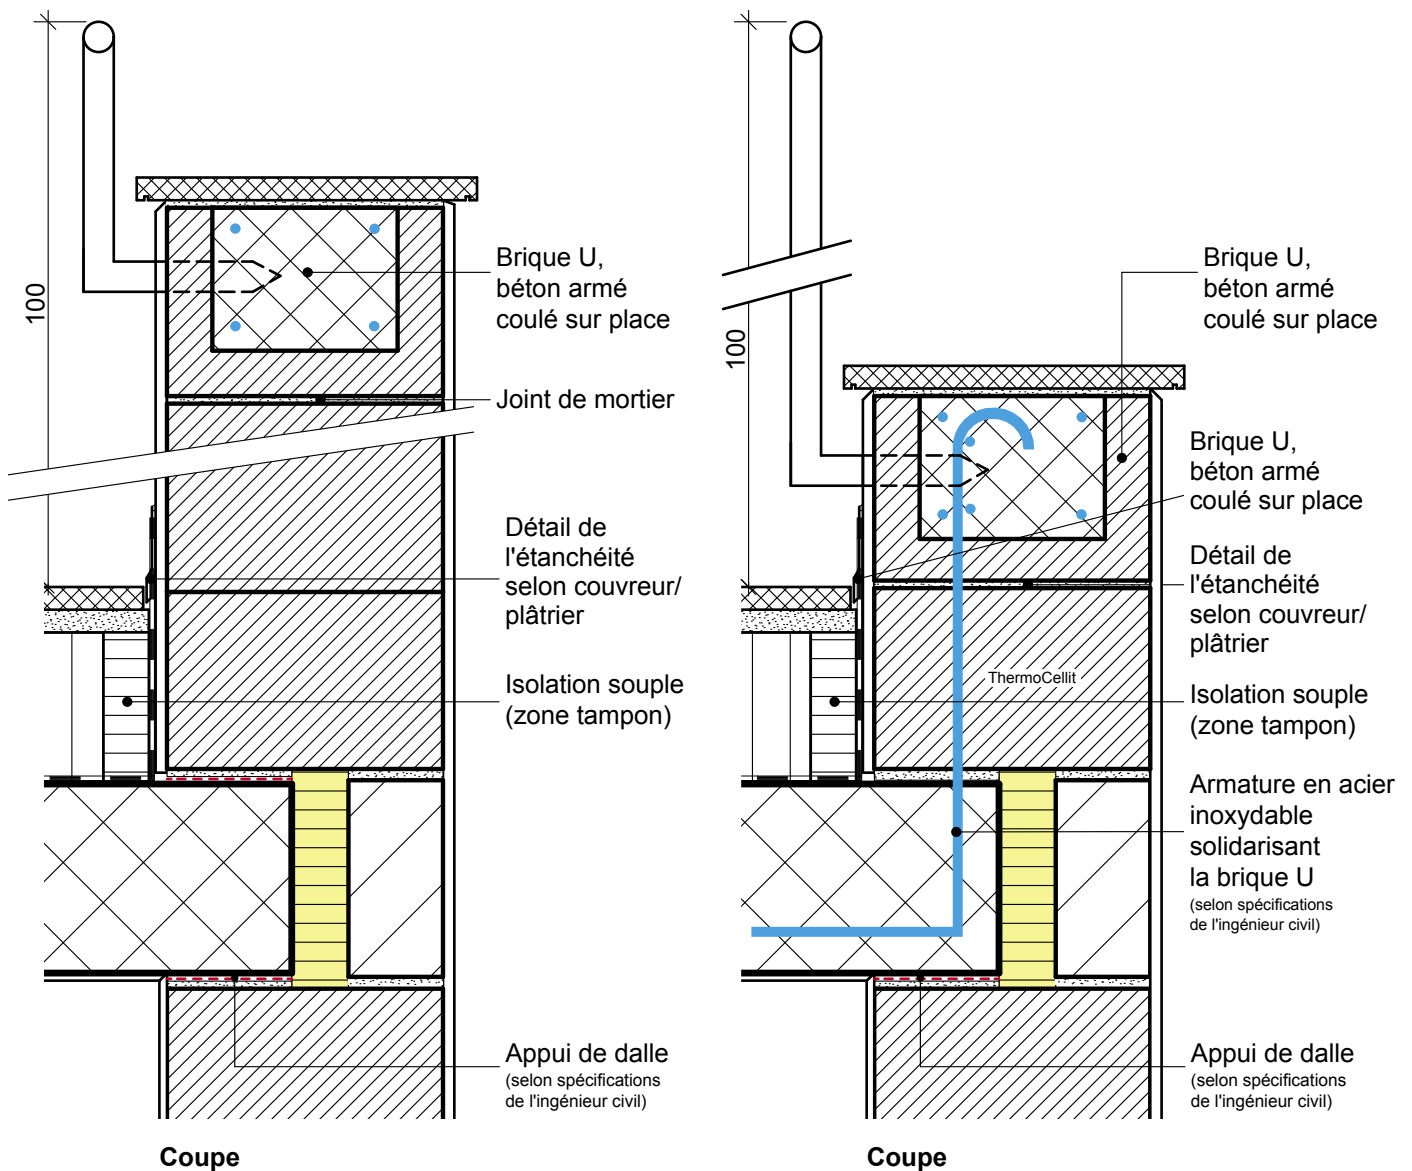 100
Brique U,
béton armé
coulé sur place
Joint de mortier
Détail de
l'étanchéité
selon couvreur/
plâtrier
Isolation souple
(zone tampon)
Appui de dalle
(selon spécifications
de l'ingénieur civil)
Coupe
100
Brique U,
béton armé
coulé sur place
Brique U,
béton armé
coulé sur place
Détail de
l'étanchéité
selon couvreur/
plâtrier
ThermoCellit
Isolation souple
(zone tampon)
Armature en acier
inoxydable
solidarisant
la brique U
(selon spécifications
de l'ingénieur civil)
Appui de dalle
(selon spécifications
de l'ingénieur civil)
Coupe